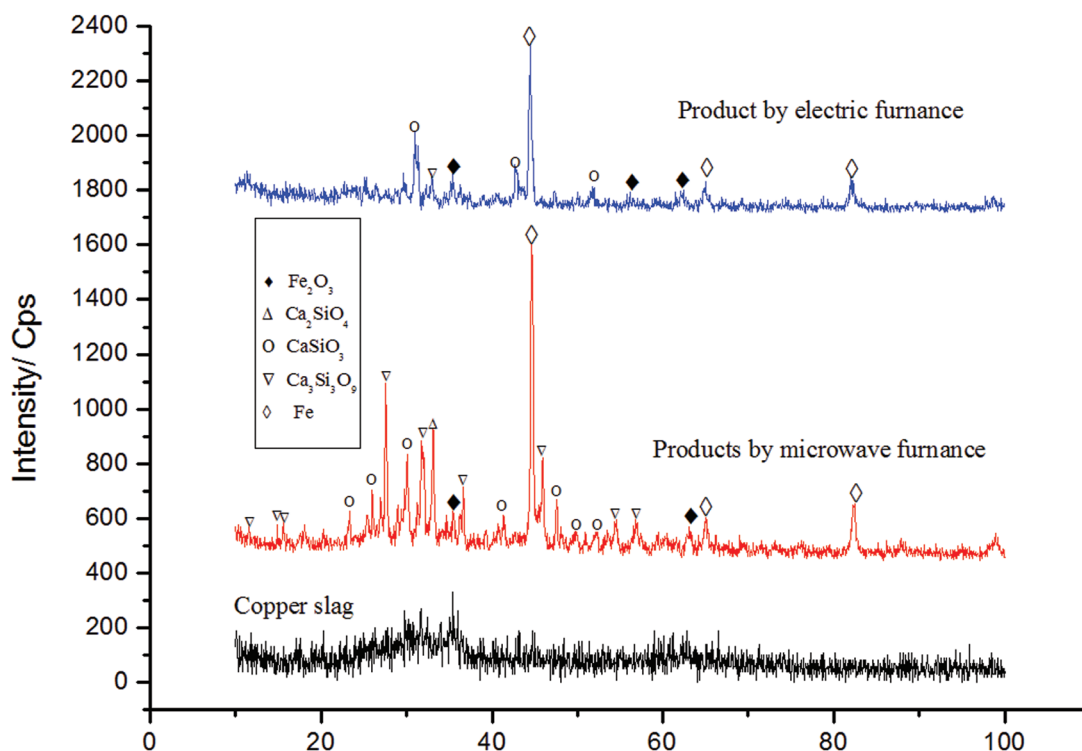 2400
2200
2000
1800
1600
1400
1200
1000
800
600
400
200
0
Intensity/ Cps
Product by electric furnance
Fe2O3
Ca2SiO4
CaSiO3
Ca3Si3O9
Fe
Products by microwave furnance
Copper slag
0 20 40 60 80 100